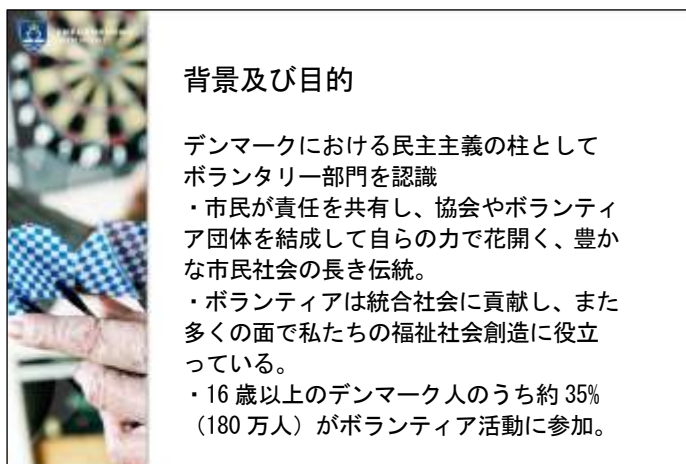 背景及び目的
デンマークにおける民主主義の柱として
ボランタリー部門を認識
・市民が責任を共有し、協会やボランティ
ア団体を結成して自らの力で花開く、豊か
な市民社会の長き伝統。
・ボランティアは統合社会に貢献し、また
多くの面で私たちの福祉社会創造に役立
っている。
・16 歳以上のデンマーク人のうち約 35%
（180 万人）がボランティア活動に参加。